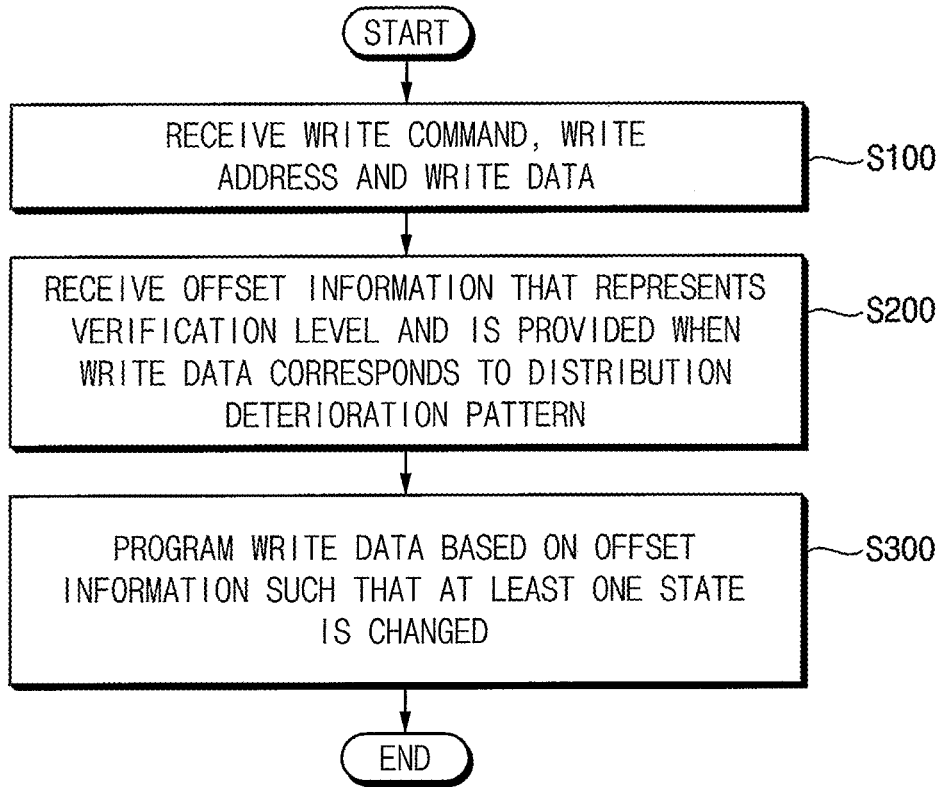 START
RECEIVE WRITE COMMAND, WRITE
ADDRESS AND WRITE DATA
S100
RECEIVE OFFSET INFORMATION THAT REPRESENTS
VERIFICATION LEVEL AND IS PROVIDED WHEN
WRITE DATA CORRESPONDS TO DISTRIBUTION
DETERIORATION PATTERN
S200
PROGRAM WRITE DATA BASED ON OFFSET
INFORMATION SUCH THAT AT LEAST ONE STATE
IS CHANGED
S300
END